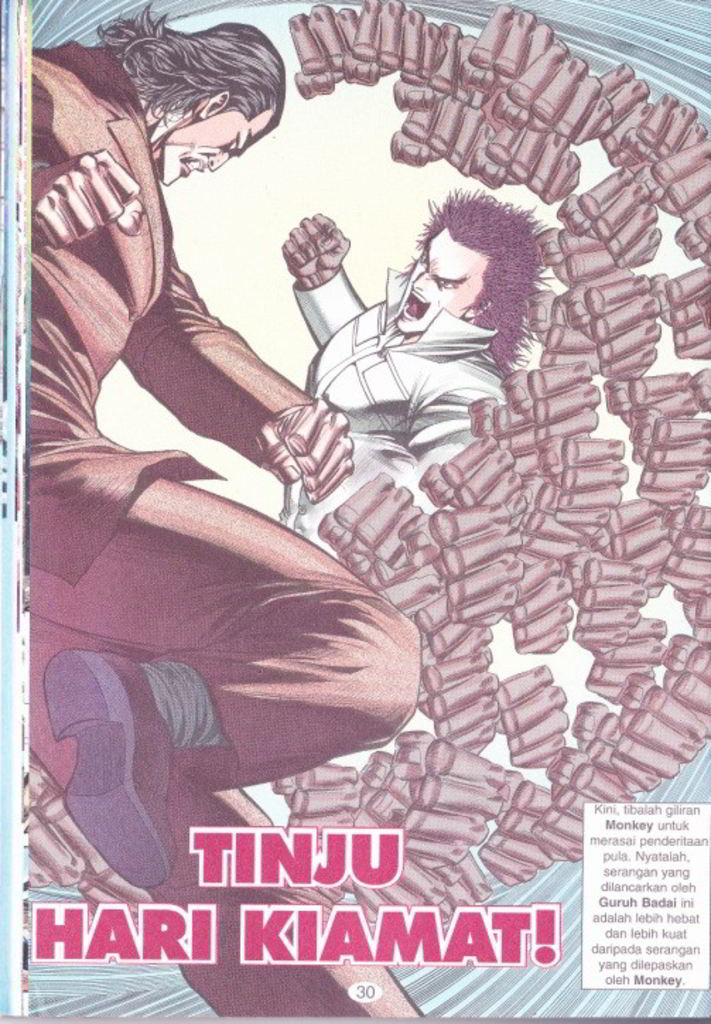 Kini, tibalah giliran
Monkey untuk
merasai penderitaan
pula. Nyatalah,
serangan yang
dilancarkan oleh
Guruh Badai ini
adalah lebih hebat
dan lebih kuat
daripada serangan
yang dilepaskan
oleh Monkey.
TINJU
HARI KIAMAT!
30